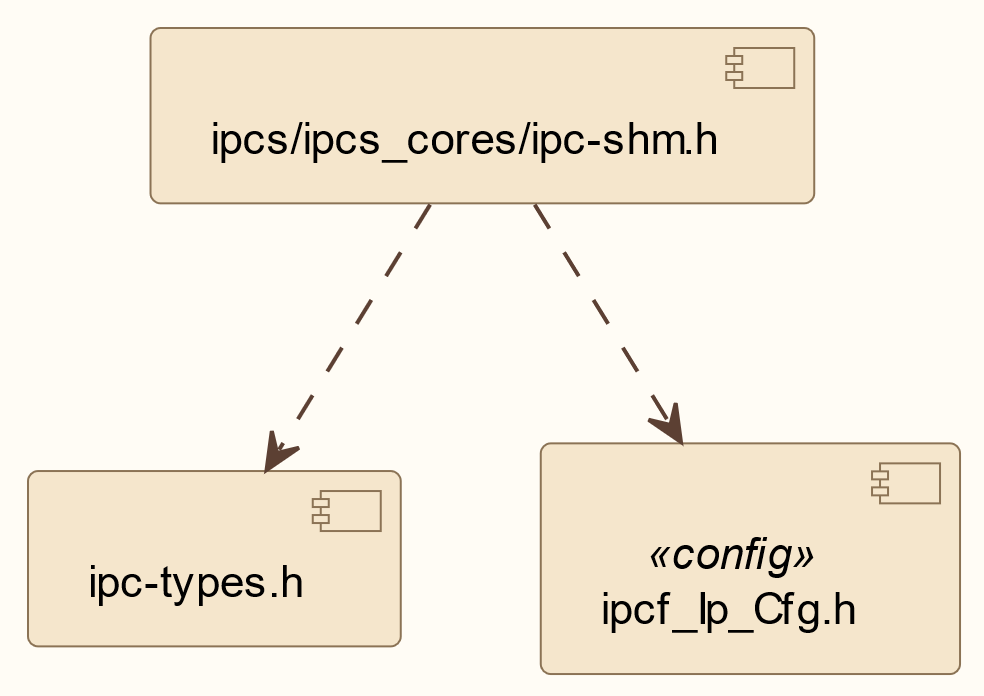 ipcs/ipcs_cores/ipc-shm.h
ipc-types.h
«config»
ipcf_Ip_Cfg.h